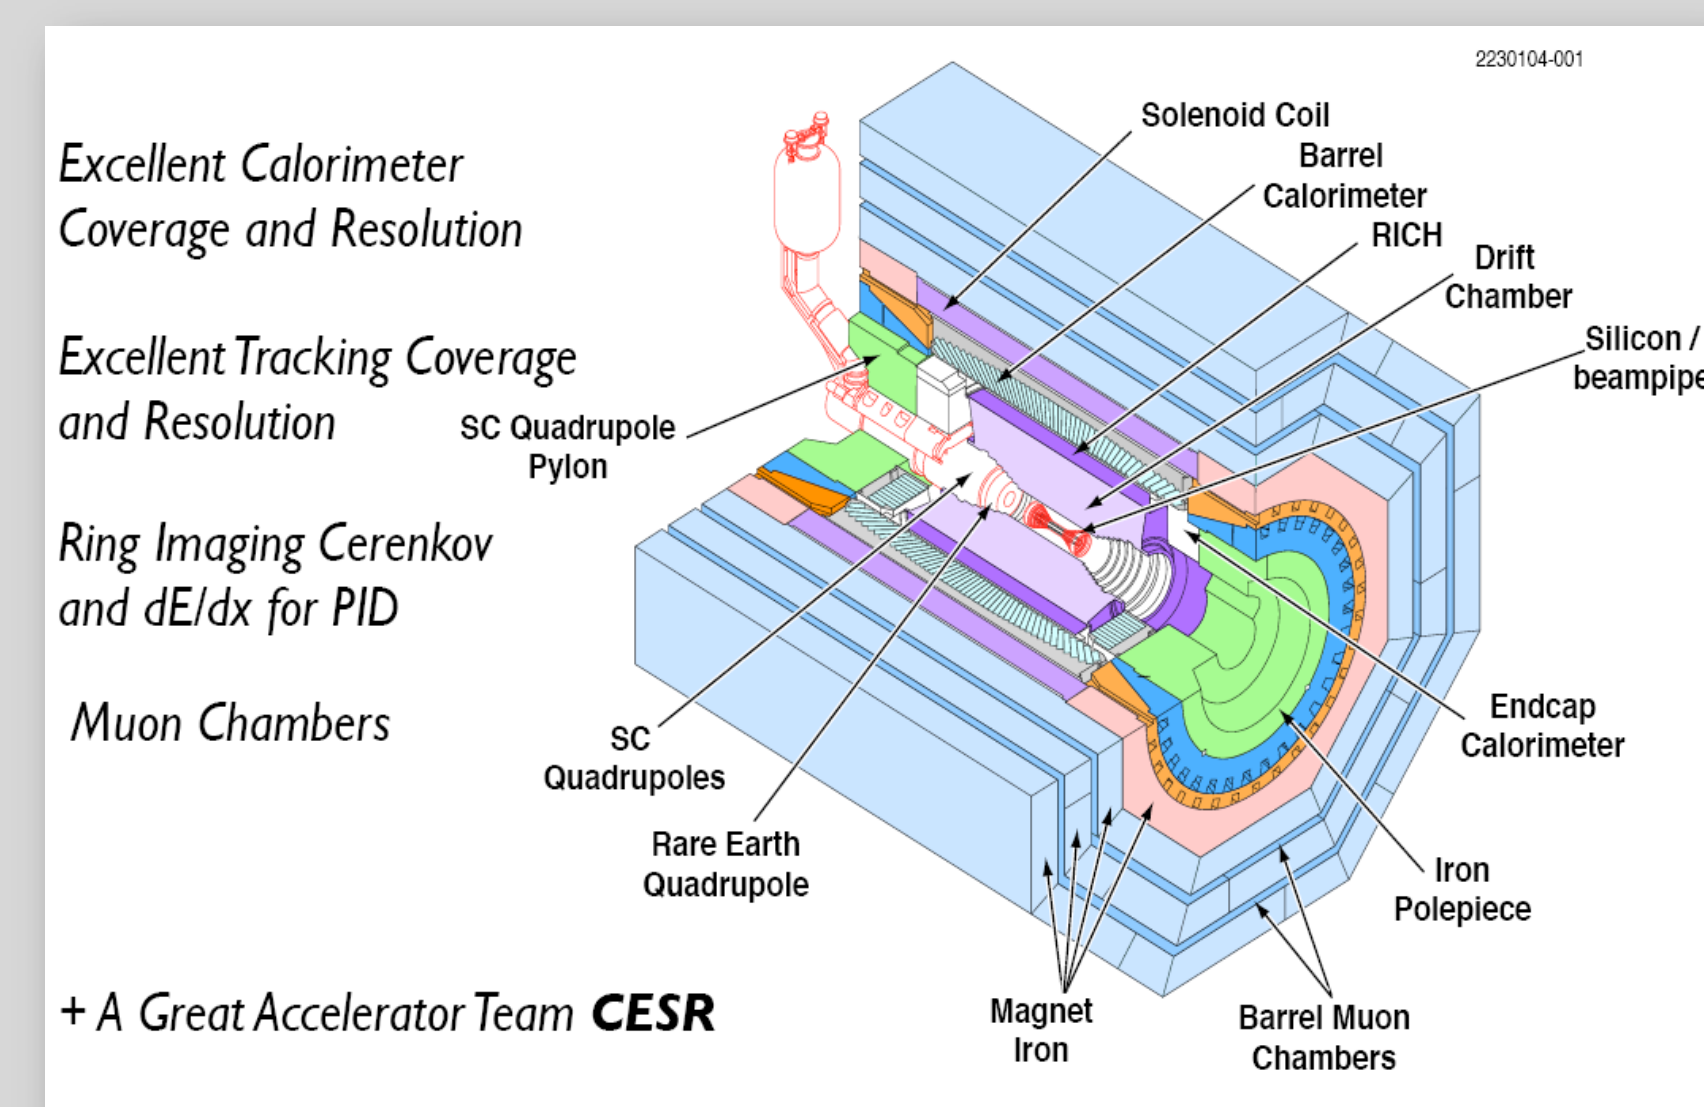 2230104-001
Excellent Calorimeter
Coverage and Resolution
Excellent Tracking Coverage
and Resolution
Ring Imaging Cerenkov
and dE/dx for PID
Muon Chambers
+ A Great Accelerator Team CESR
Solenoid Coil
Barrel
Calorimeter
RICH
Drift
Chamber
Silicon /
beampipe
SC Quadrupole
Pylon
SC
Quadrupoles
Rare Earth
Quadrupole
Endcap
Calorimeter
Iron
Polepiece
Magnet
Iron
Barrel Muon
Chambers